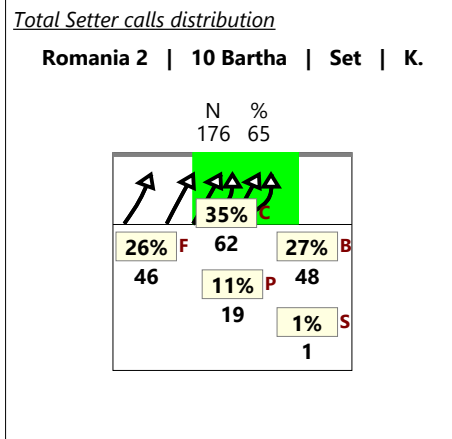 Total Setter calls distribution
Romania 2 | 10 Bartha | Set | K.
N %
176 65
35% C
26% F 62 27% B
46 11% P 48
19 1% S
1